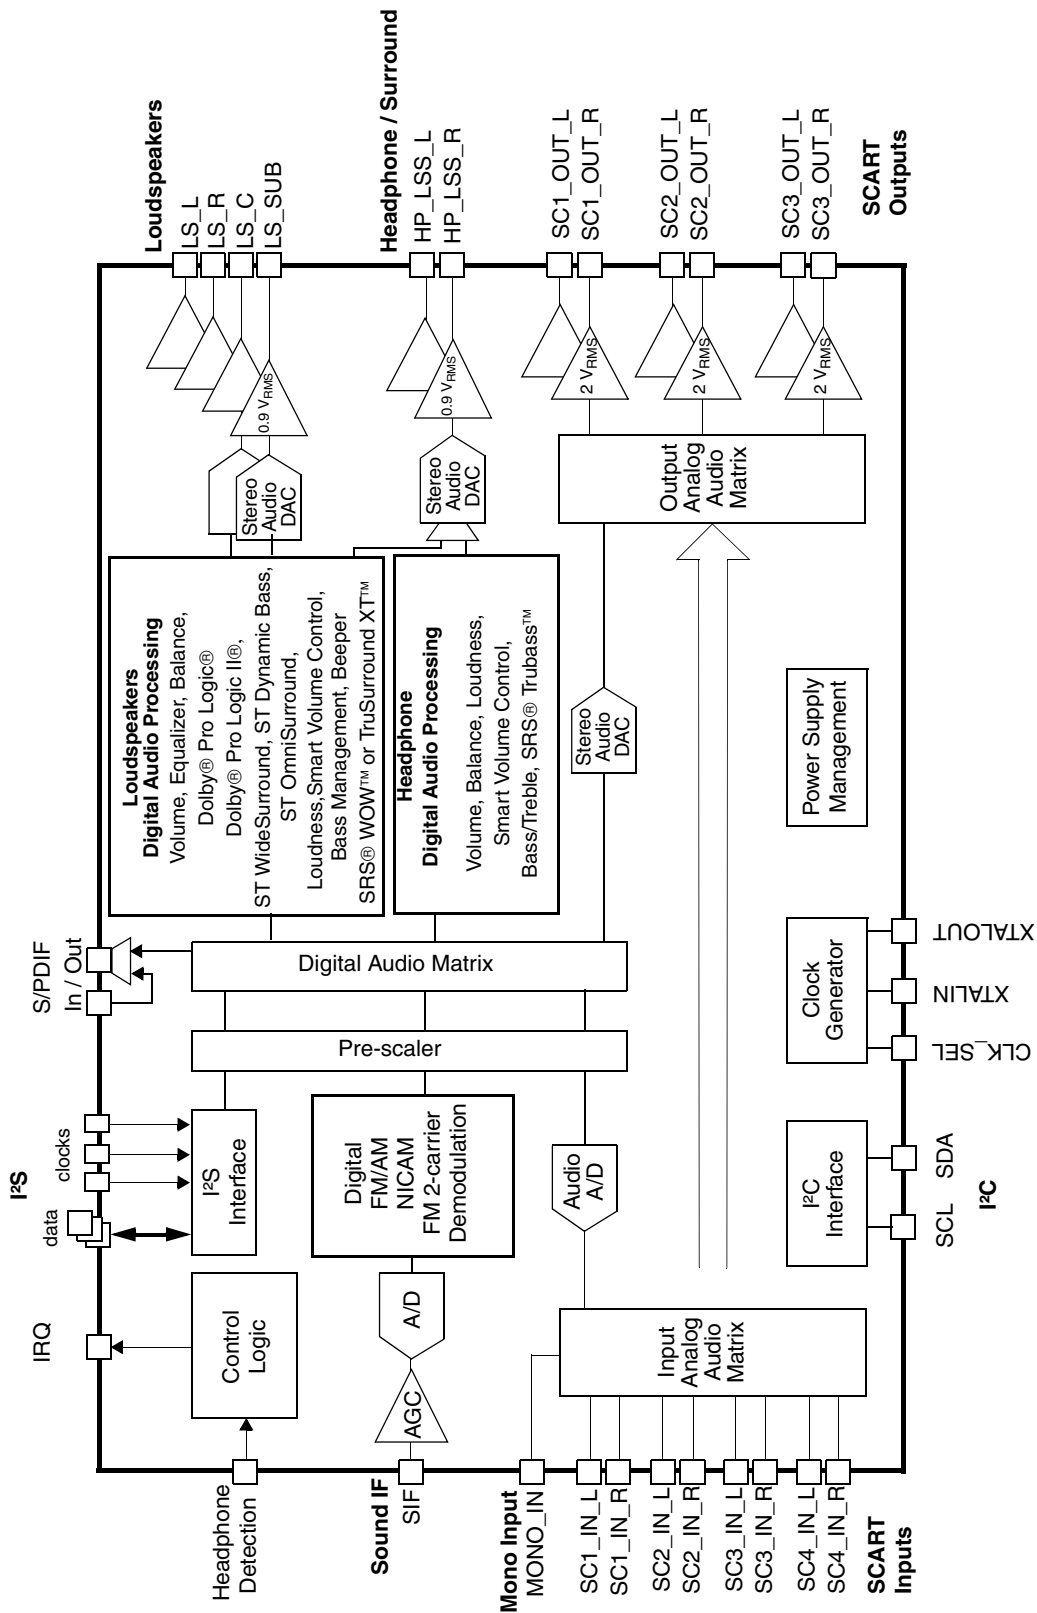 I²S
S/PDIF
In / Out
clocks
data
IRQ
Loudspeakers
LS_L
LS_R
LS_C
LS_SUB
Headphone / Surround
HP_LSS_L
HP_LSS_R
SC1_OUT_L
SC1_OUT_R
SC2_OUT_L
SC2_OUT_R
SC3_OUT_L
SC3_OUT_R
SCART
Outputs
0.9 VRMS
0.9 VRMS
2 VRMS
2 VRMS
2 VRMS
Stereo
Audio
DAC
Stereo
Audio
DAC
Output
Analog
Audio
Matrix
Loudspeakers
Digital Audio Processing
Volume, Equalizer, Balance,
Dolby® Pro Logic®
Dolby® Pro Logic II®,
ST WideSurround, ST Dynamic Bass,
ST OmniSurround,
Loudness,Smart Volume Control,
Bass Management, Beeper
SRS® WOW™ or TruSurround XT™
Headphone
Digital Audio Processing
Volume, Balance, Loudness,
Smart Volume Control,
Bass/Treble, SRS® Trubass™
Stereo
Audio
DAC
Power Supply
Management
Digital Audio Matrix
Pre-scaler
I²S
Interface
Digital
FM/AM
NICAM
FM 2-carrier
Demodulation
Audio
A/D
Clock
Generator
XTALOUT
XTALIN
CLK_SEL
I²C
Interface
SDA
SCL
I²C
Control
Logic
A/D
AGC
Input
Analog
Audio
Matrix
Headphone
Detection
Sound IF
SIF
Mono Input
MONO_IN
SC1_IN_L
SC1_IN_R
SC2_IN_L
SC2_IN_R
SC3_IN_L
SC3_IN_R
SC4_IN_L
SC4_IN_R
SCART
Inputs